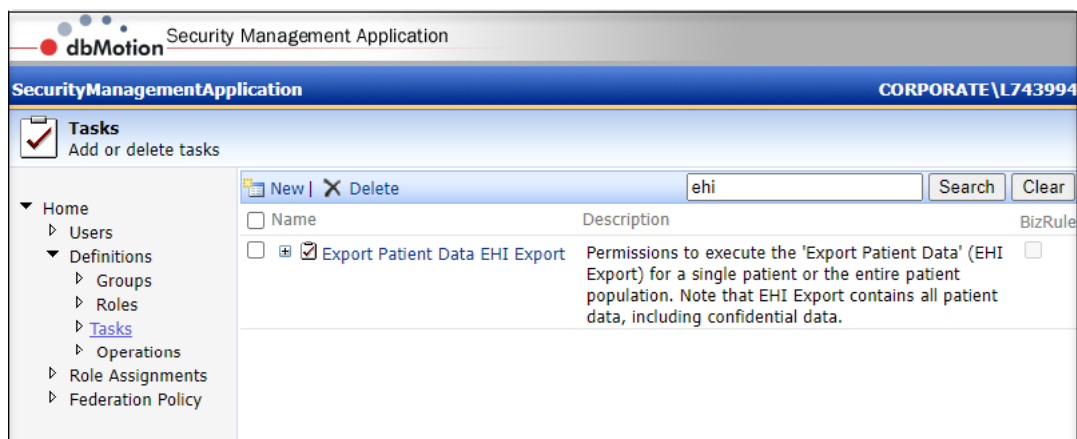 dbMotion Security Management Application
SecurityManagementApplication CORPORATE\L743994
Tasks
Add or delete tasks
New | Delete ehi Search Clear
Home
Users
Definitions
Groups
Roles
Tasks
Operations
Role Assignments
Federation Policy
Name Description BizRule
Export Patient Data EHI Export
Permissions to execute the 'Export Patient Data' (EHI
Export) for a single patient or the entire patient
population. Note that EHI Export contains all patient
data, including confidential data.